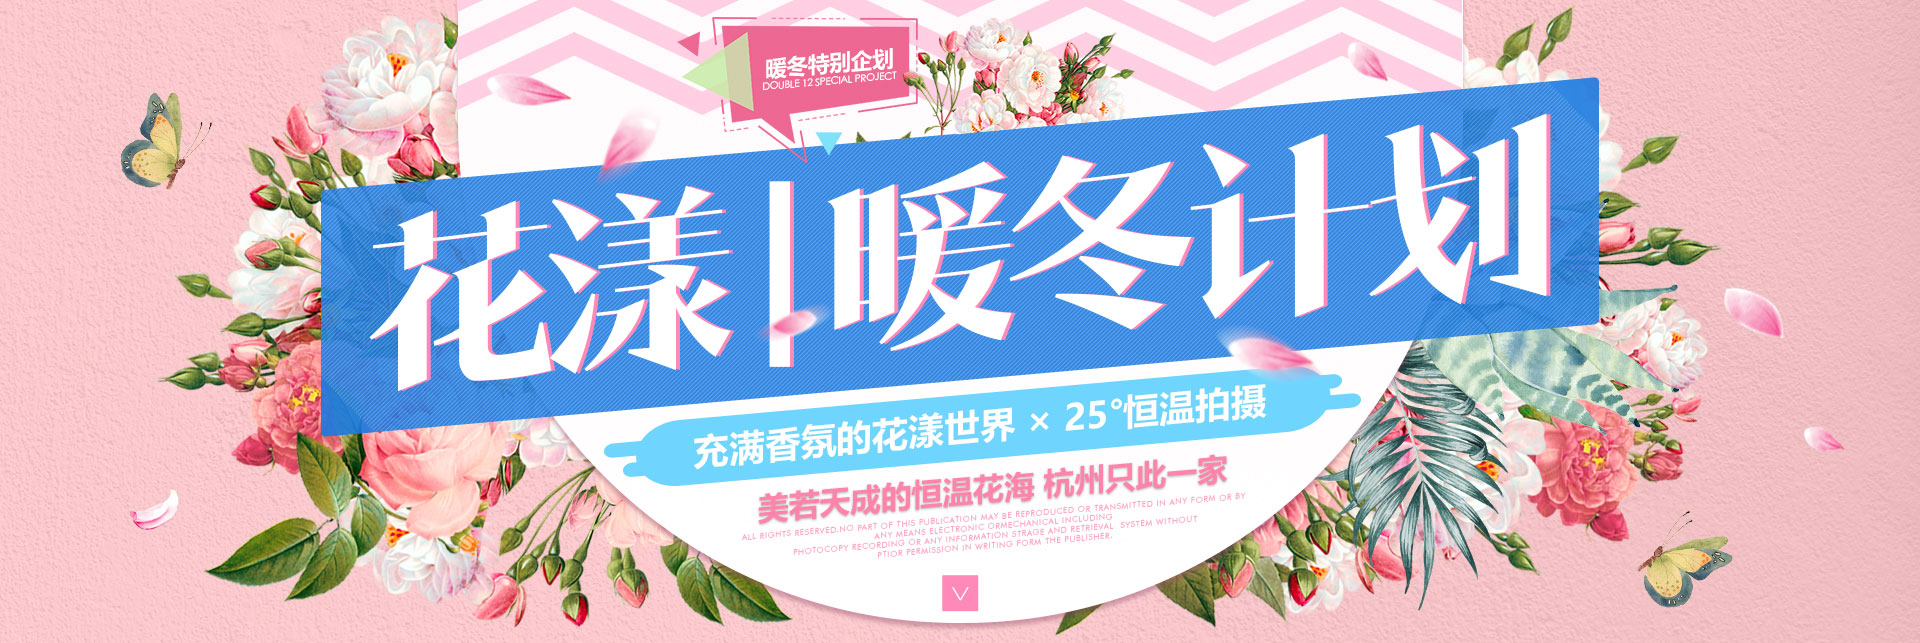 暖冬特别企划
DOUBLE 12 SPECIAL PROJECT
花漾|暖冬计划
充满香氛的花漾世界 × 25°恒温拍摄
美若天成的恒温花海 杭州只此一家
ALL RIGHTS RESERVED.NO PART OF THIS PUBLICATION MAY BE REPRODUCED OR TRANSMITTED IN ANY FORM OR BY
ANY MEANS ELECTRONIC ORMECHANICAL INCLUDING
PHOTOCOPY RECORDING OR ANY INFORMATION STRAGE AND RETRIEVAL SYSTEM WITHOUT
PTIOR PERMISSION IN WRITING FORM THE PUBLISHER.